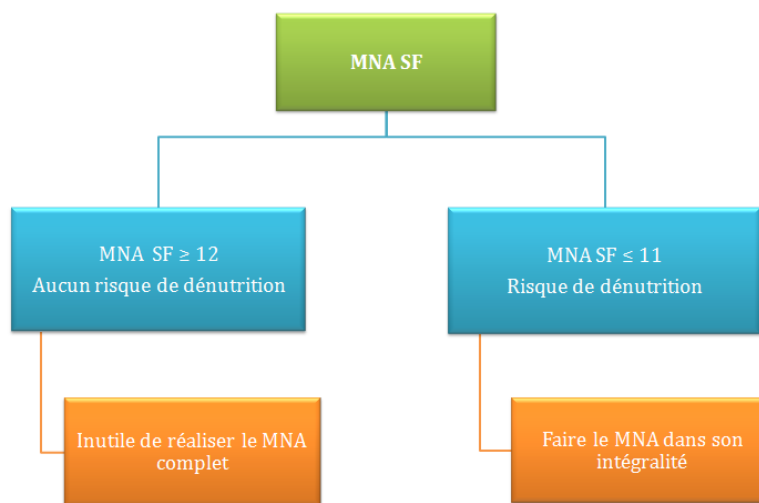 MNA SF
MNA SF ≥ 12
Aucun risque de dénutrition
MNA SF ≤ 11
Risque de dénutrition
Inutile de réaliser le MNA
complet
Faire le MNA dans son
intégralité